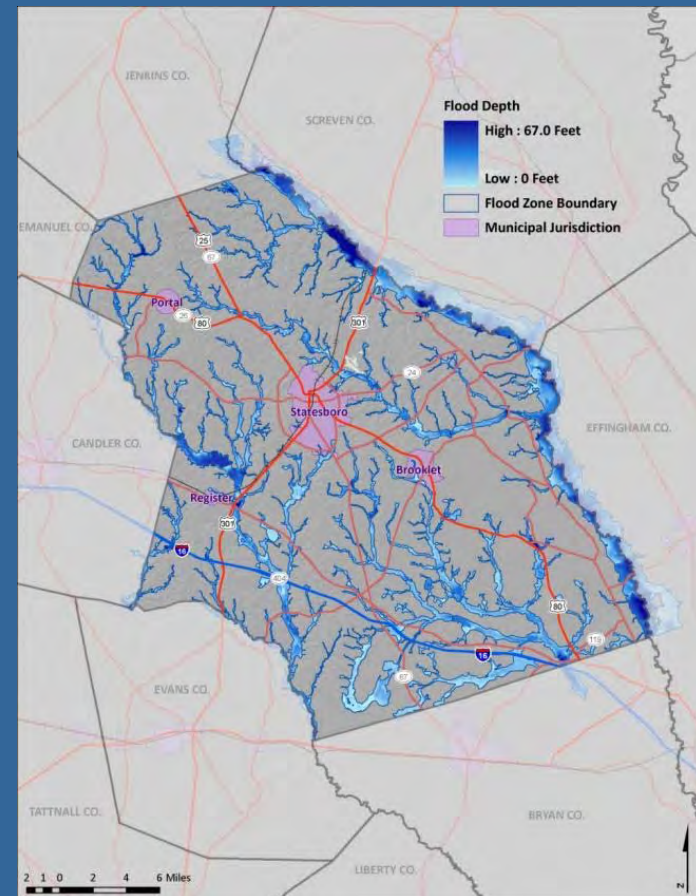 JENKINS CO.
SCREVEN CO.
Flood Depth
High : 67.0 Feet
Low : 0 Feet
Flood Zone Boundary
Municipal Jurisdiction
EMANUEL CO.
25
67
Portal
26
80
301
24
Statesboro
CANDLER CO.
EFFINGHAM CO.
Brooklet
Register
301
16
404
80
119
16
67
EVANS CO.
TATTNALL CO.
BRYAN CO.
LIBERTY CO.
2 1 0 2 4 6 Miles
N